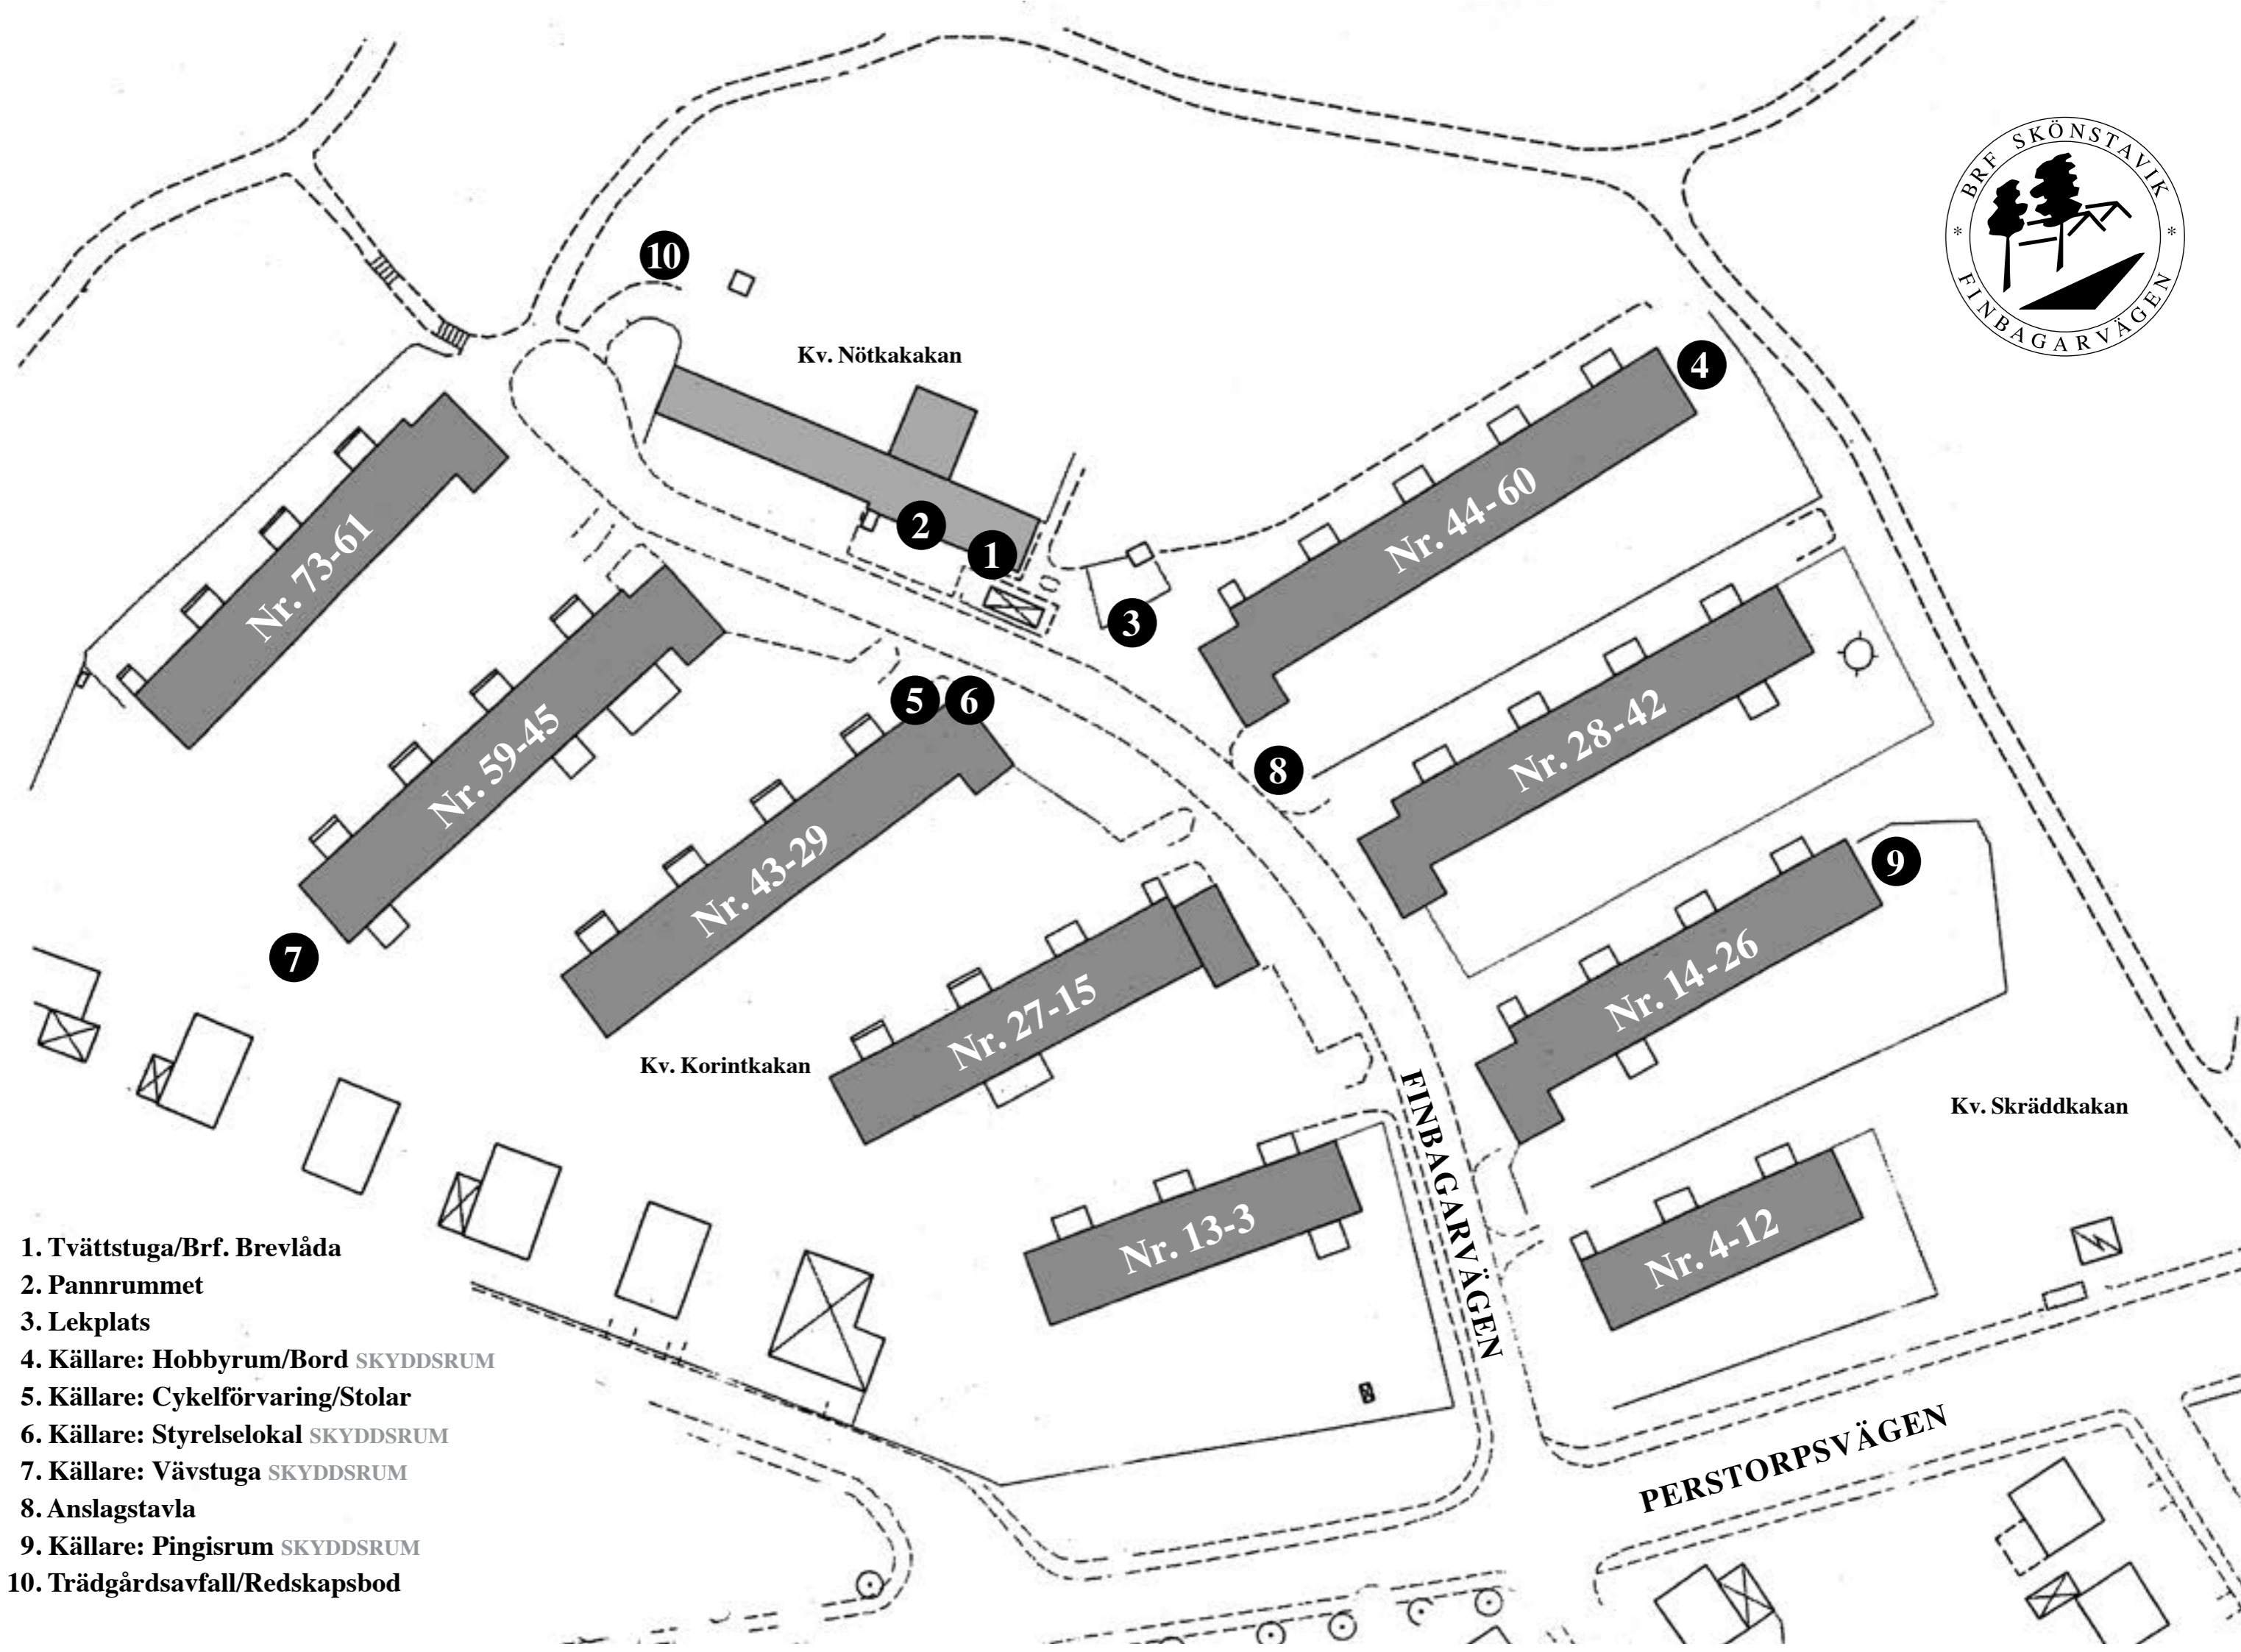 BRF SKÖNSTAVIK
* FINBAGARVÄGEN *
10
Kv. Nötkakakan
4
2
1
3
Nr. 44-60
Nr. 73-61
5
6
8
Nr. 28-42
Nr. 59-45
Nr. 43-29
9
7
Nr. 14-26
Nr. 27-15
Kv. Korintkakan
Kv. Skräddkakan
FINBAGARVÄGEN
Nr. 13-3
Nr. 4-12
PERSTORPSVÄGEN
1. Tvättstuga/Brf. Brevlåda
2. Pannrummet
3. Lekplats
4. Källare: Hobbyrum/Bord SKYDDSRUM
5. Källare: Cykelförvaring/Stolar
6. Källare: Styrelselokal SKYDDSRUM
7. Källare: Vävstuga SKYDDSRUM
8. Anslagstavla
9. Källare: Pingisrum SKYDDSRUM
10. Trädgårdsavfall/Redskapsbod